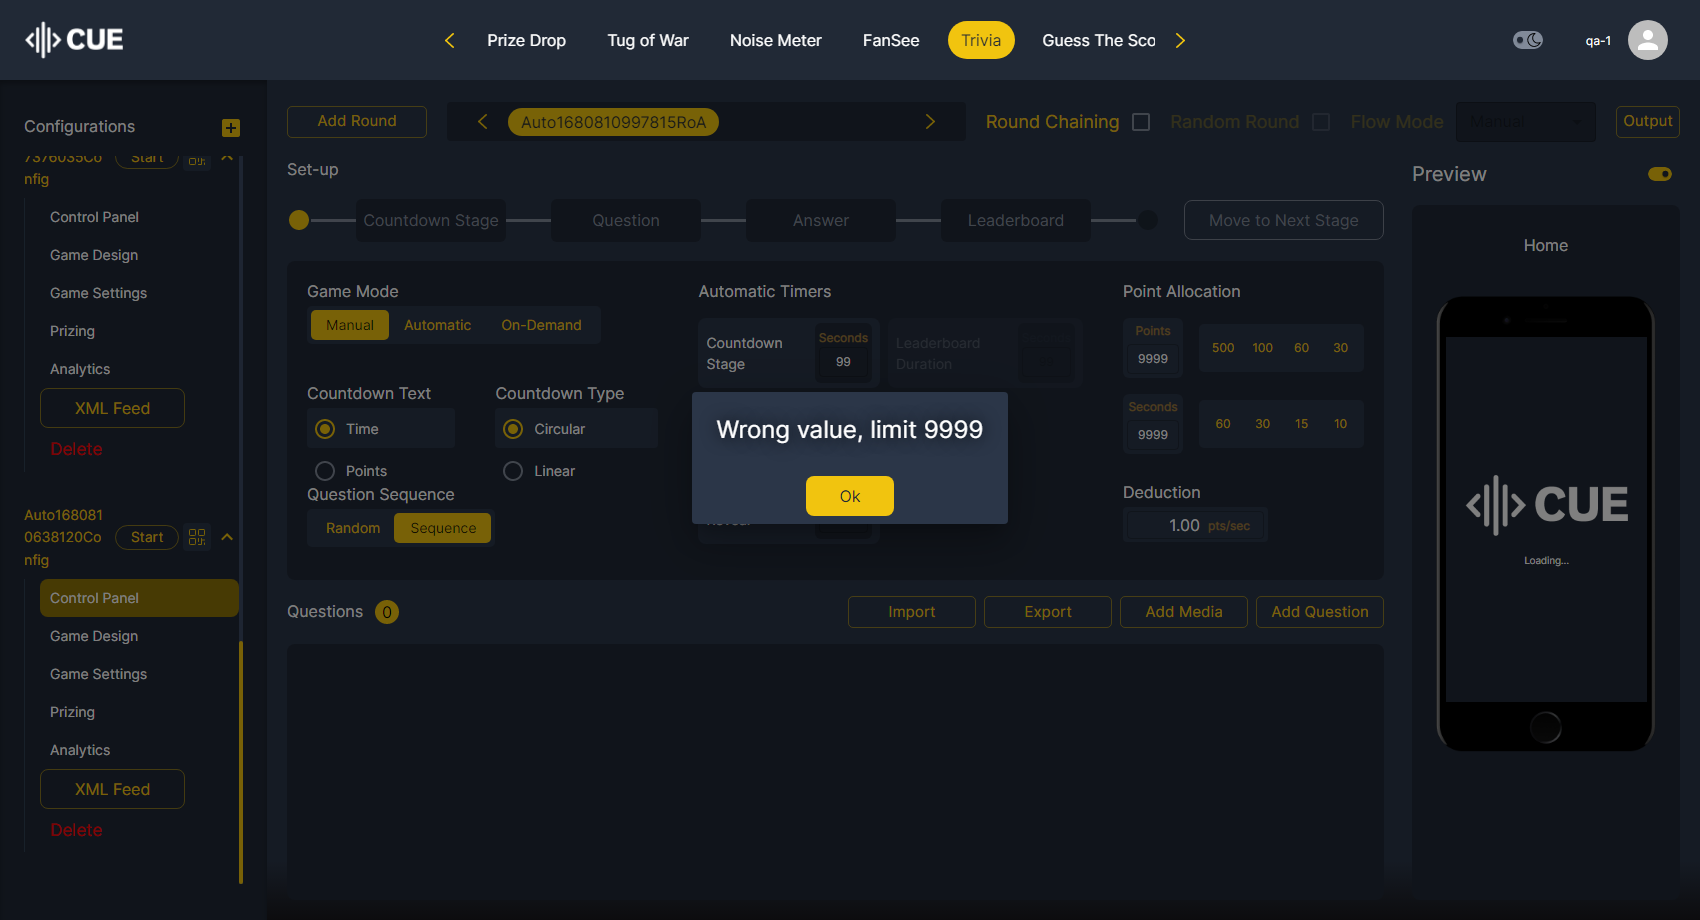 CUE
Prize Drop
Tug of War
Noise Meter
FanSee
Trivia
Guess The Sco
qa-1
Configurations
Start
nfig
Control Panel
Game Design
Game Settings
Prizing
Analytics
XML Feed
Delete
Auto168081
0638120Co
nfig
Start
Control Panel
Game Design
Game Settings
Prizing
Analytics
XML Feed
Delete
Add Round
Auto1680810997815RoA
Round Chaining
Random Round
Flow Mode
Manual
Output
Set-up
Countdown Stage
Question
Answer
Leaderboard
Move to Next Stage
Game Mode
Manual
Automatic
On-Demand
Countdown Text
Time
Points
Countdown Type
Circular
Linear
Question Sequence
Random
Sequence
Automatic Timers
Countdown
Stage
Seconds
99
Leaderboard
Duration
Wrong value, limit 9999
Ok
Point Allocation
Points
9999
500
100
60
30
Seconds
9999
60
30
15
10
Deduction
1.00 pts/sec
Questions 0
Import
Export
Add Media
Add Question
Preview
Home
CUE
Loading...